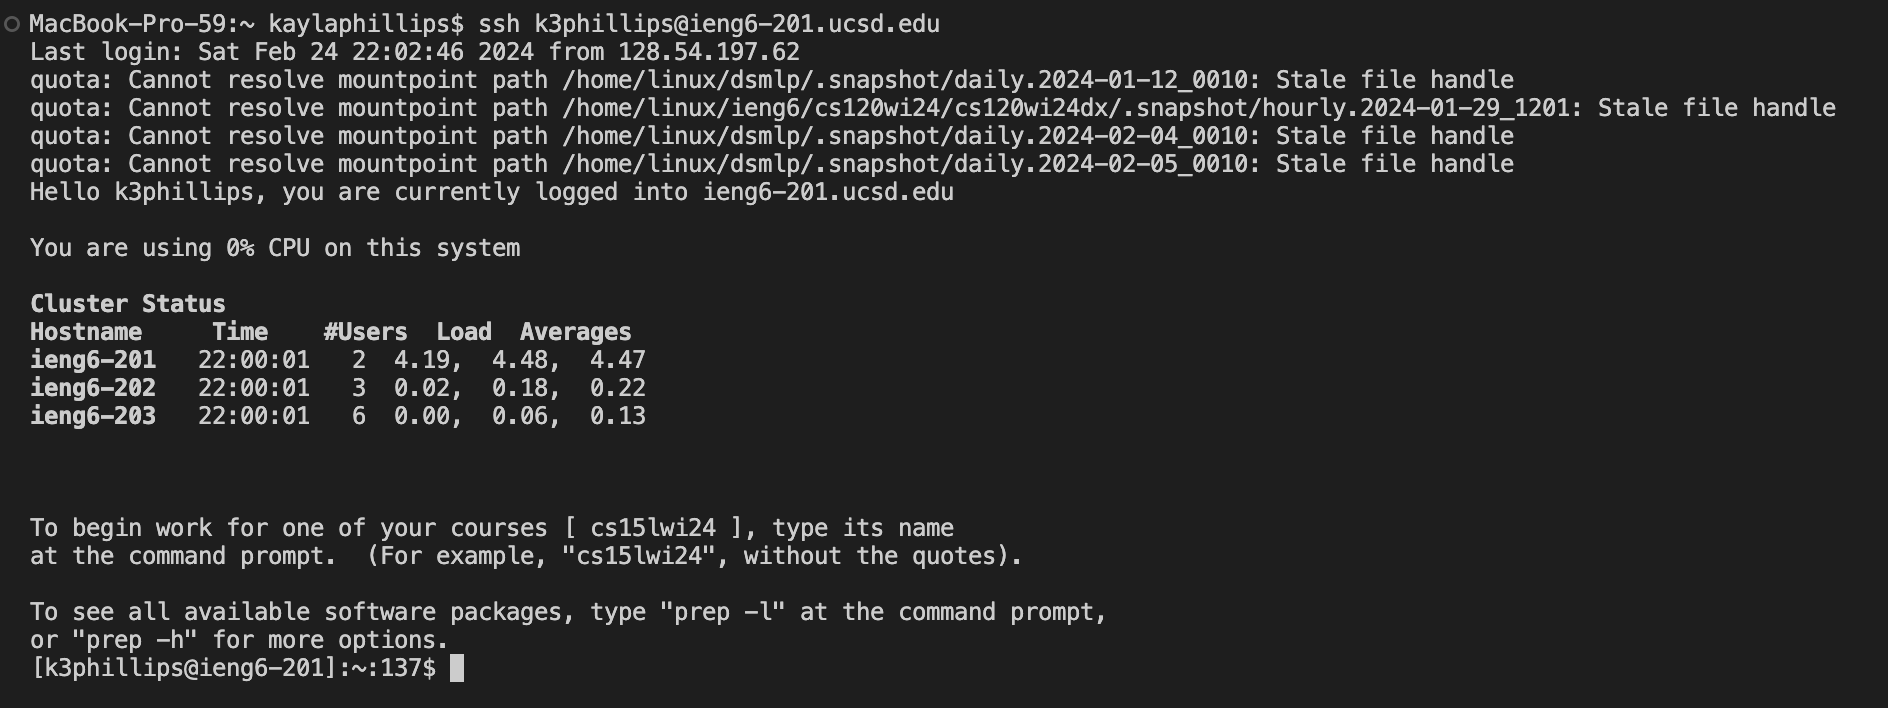 MacBook-Pro-59:~ kaylaphillips$ ssh k3phillips@ieng6-201.ucsd.edu
Last login: Sat Feb 24 22:02:46 2024 from 128.54.197.62
quota: Cannot resolve mountpoint path /home/linux/dsmlp/.snapshot/daily.2024-01-12_0010: Stale file handle
quota: Cannot resolve mountpoint path /home/linux/ieng6/cs120wi24/cs120wi24dx/.snapshot/hourly.2024-01-29_1201: Stale file handle
quota: Cannot resolve mountpoint path /home/linux/dsmlp/.snapshot/daily.2024-02-04_0010: Stale file handle
quota: Cannot resolve mountpoint path /home/linux/dsmlp/.snapshot/daily.2024-02-05_0010: Stale file handle
Hello k3phillips, you are currently logged into ieng6-201.ucsd.edu

You are using 0% CPU on this system

Cluster Status
Hostname     Time    #Users  Load  Averages
ieng6-201   22:00:01   2  4.19,  4.48,  4.47
ieng6-202   22:00:01   3  0.02,  0.18,  0.22
ieng6-203   22:00:01   6  0.00,  0.06,  0.13

To begin work for one of your courses [ cs15lwi24 ], type its name
at the command prompt.  (For example, "cs15lwi24", without the quotes).

To see all available software packages, type "prep -l" at the command prompt,
or "prep -h" for more options.
[k3phillips@ieng6-201]:~:137$